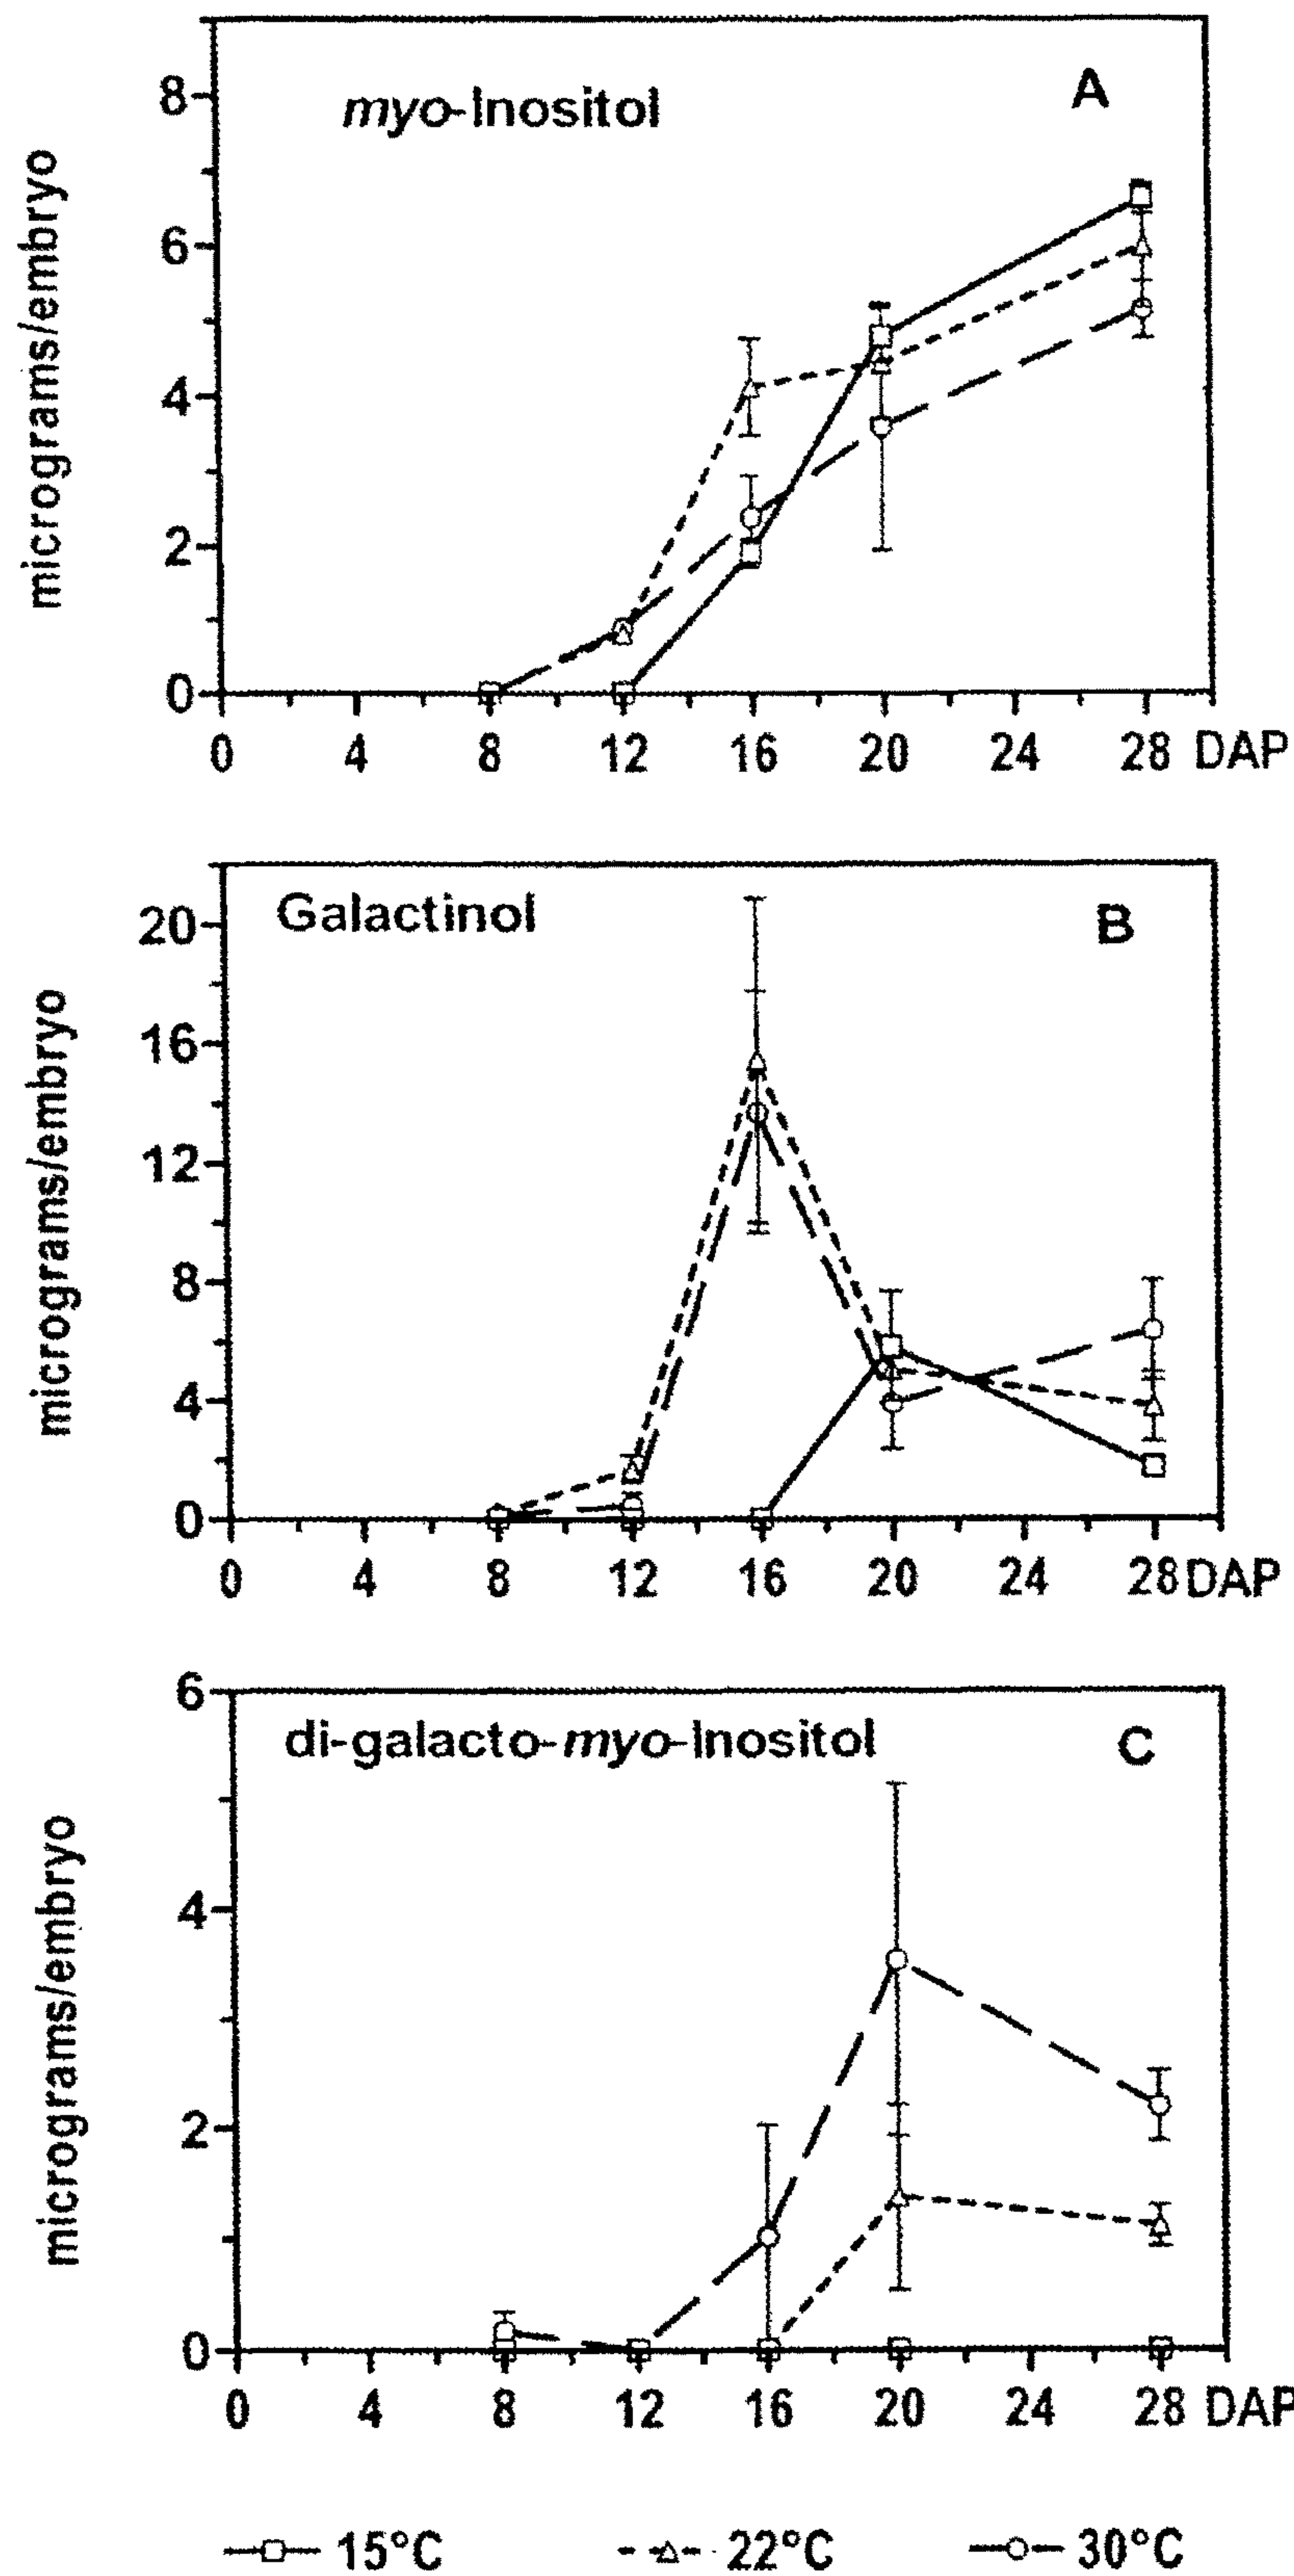 myo-Inositol A
micrograms/embryo
8
6
4
2
0
0 4 8 12 16 20 24 28 DAP
Galactinol B
micrograms/embryo
20
16
12
8
4
0
0 4 8 12 16 20 24 28 DAP
di-galacto-myo-Inositol C
micrograms/embryo
6
4
2
0
0 4 8 12 16 20 24 28 DAP
15°C 22°C 30°C